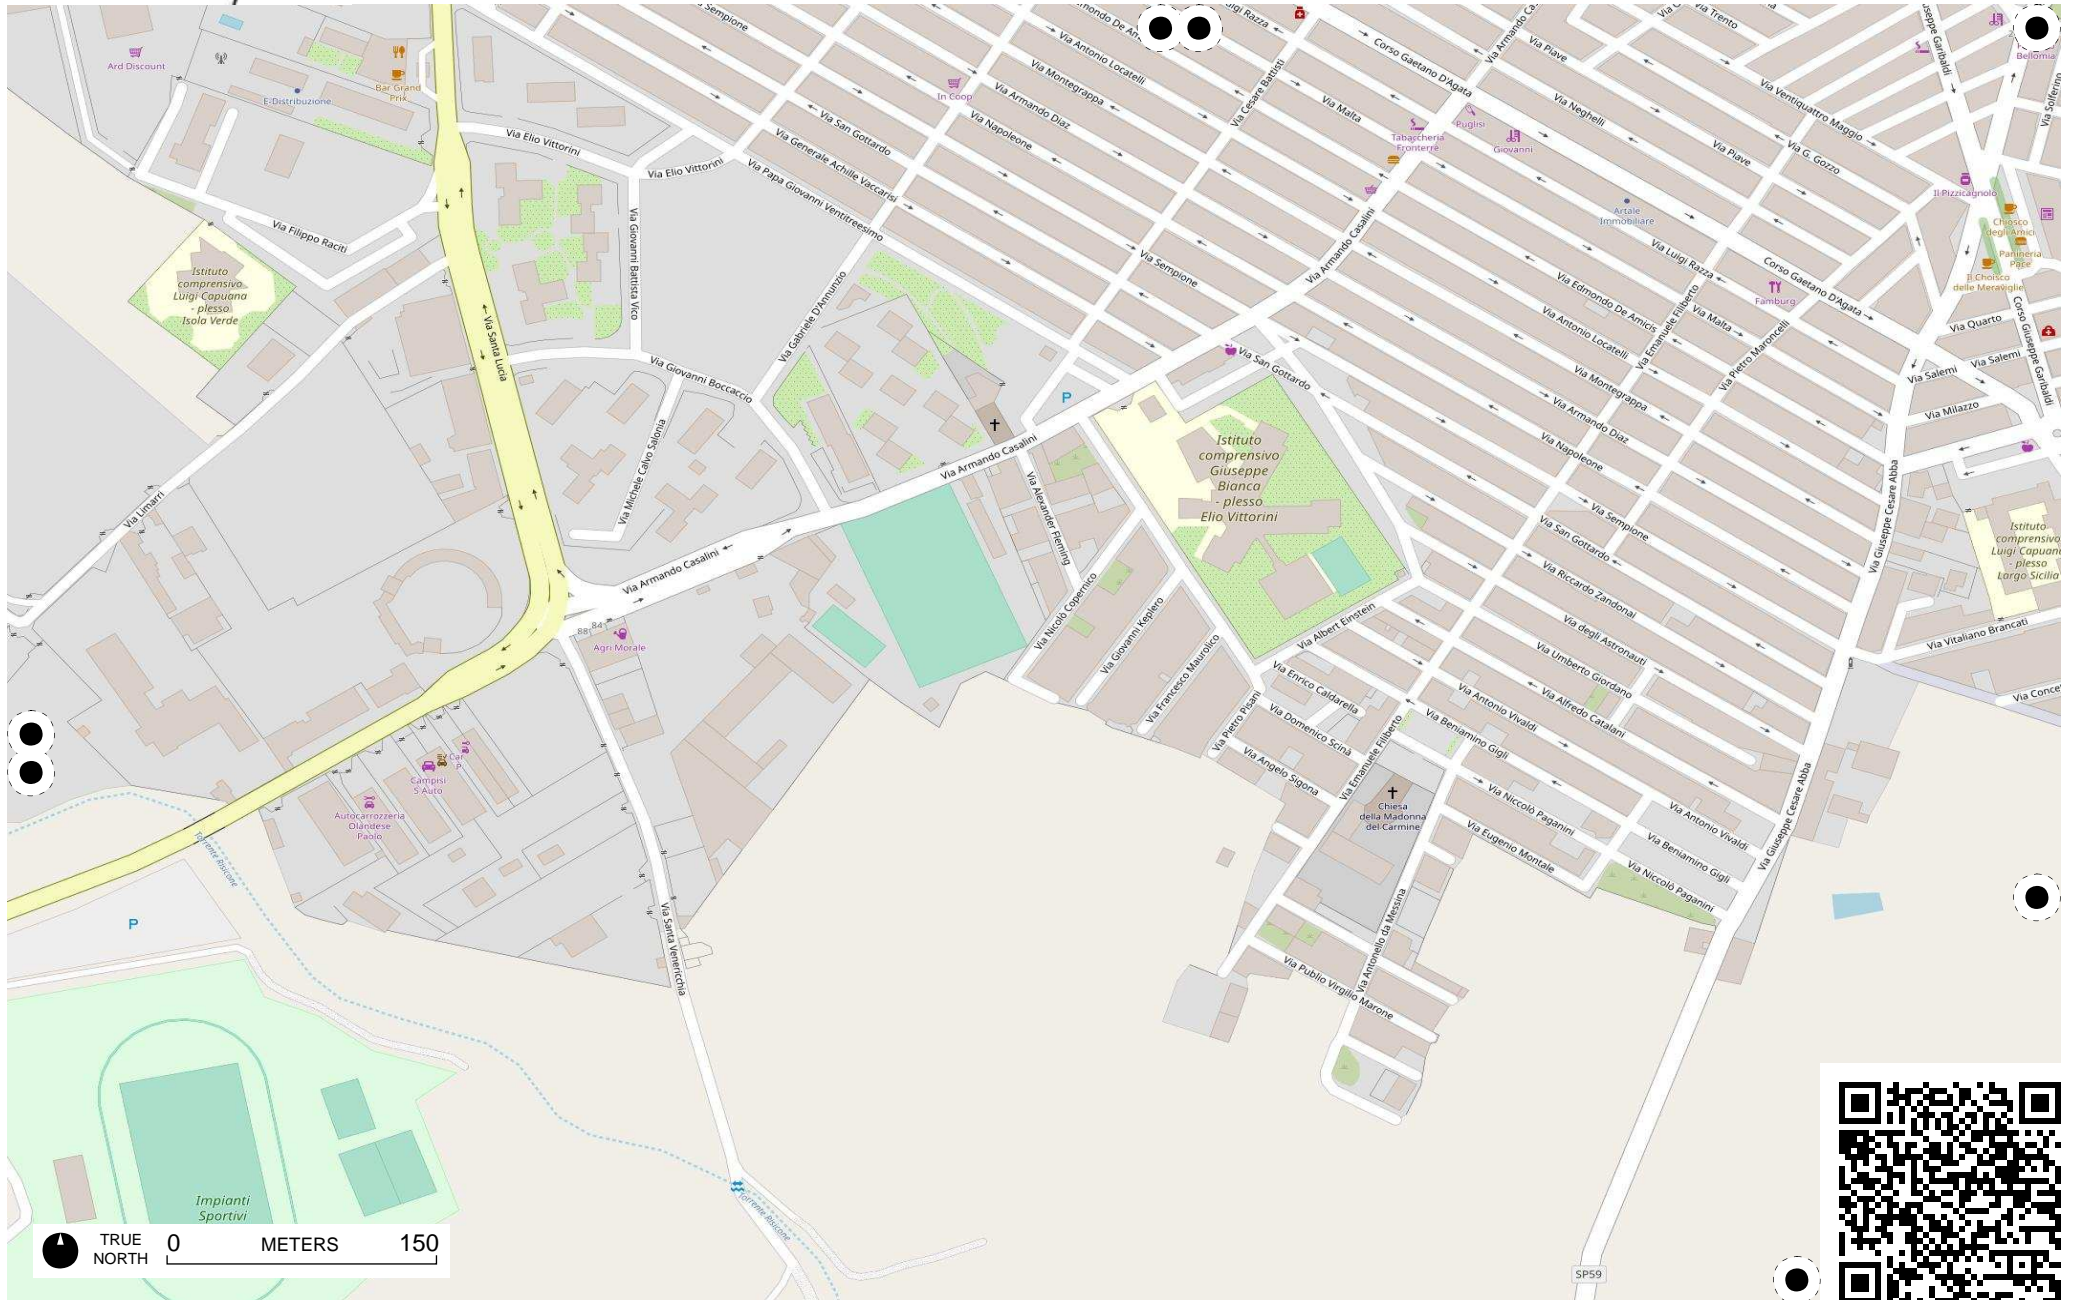 Via Sempione
Via Antonio Locatelli
Via Cesare Battisti
Corso Gaetano D'Agata
Via Piave
Via Trento
Bellomia
Via Solferino
Ard Discount
Bar Grand
Prix
E-Distribuzione
In Coop
Via Montegrappa
Via Armando Diaz
Via Malta
Via Neghelli
Via Ventiquattro Maggio
Puglisi
Tabaccheria
Fronterrè
Giovanni
Via Elio Vittorini
Via Elio Vittorini
Via San Gottardo
Via Napoleone
Via Generale Achille Vaccarisi
Via Papa Giovanni Ventitreesimo
Via Piave
Via G. Gozzo
Il Pizzicagnolo
Artale
Immobiliare
Chiosco
degli Amici
Panineria
Pace
Il Choisco
delle Meraviglie
Via Filippo Raciti
Via Giovanni Battista Vico
Istituto
comprensivo
Luigi Capuana
- plesso
Isola Verde
Via Santa Lucia
Via Gabriele D'Annunzio
Via Sempione
Via Armando Casalini
Via Luigi Razza
Corso Gaetano D'Agata
Famburg
Via Edmondo De Amicis
Via Emanuele Filiberto
Via Malta
Via Pietro Maroncelli
Via Antonio Locatelli
Via Quarto
Via Salemi
Via Salemi
Via Milazzo
Corso Giuseppe Garibaldi
Via Giovanni Boccaccio
Via San Gottardo
P
Via Montegrappa
Via Armando Diaz
Via Napoleone
Via Michele Calvo Salonia
Via Armando Casalini
Istituto
comprensivo
Giuseppe
Bianca
- plesso
Elio Vittorini
Via Limarri
Via Alexander Fleming
Via Sempione
Via San Gottardo
Via Giuseppe Cesare Abba
Istituto
comprensivo
Luigi Capuana
- plesso
Largo Sicilia
Via Armando Casalini
Via Nicolò Copernico
Via Giovanni Keplero
Via Francesco Maurolico
Via Albert Einstein
Via Riccardo Zandonai
Via degli Astronauti
Via Umberto Giordano
Via Alfredo Catalani
Via Vitaliano Brancati
88
84
Agri Morale
Via Enrico Caldarella
Via Pietro Pisani
Via Domenico Scinà
Via Antonio Vivaldi
Via Beniamino Gigli
Via Angelo Sigona
Via Emanuele Filiberto
Campisi
S Auto
Autocarrozzeria
Olandese
Paolo
Chiesa
della Madonna
del Carmine
Via Niccolò Paganini
Via Antonio Vivaldi
Via Beniamino Gigli
Via Giuseppe Cesare Abba
Via Eugenio Montale
Via Niccolò Paganini
Torrente Risicone
P
Via Santa Venericchia
Via Antonello da Messina
Via Publio Virgilio Marone
Impianti
Sportivi
Torrente Risicone
TRUE
NORTH
0 METERS 150
SP59